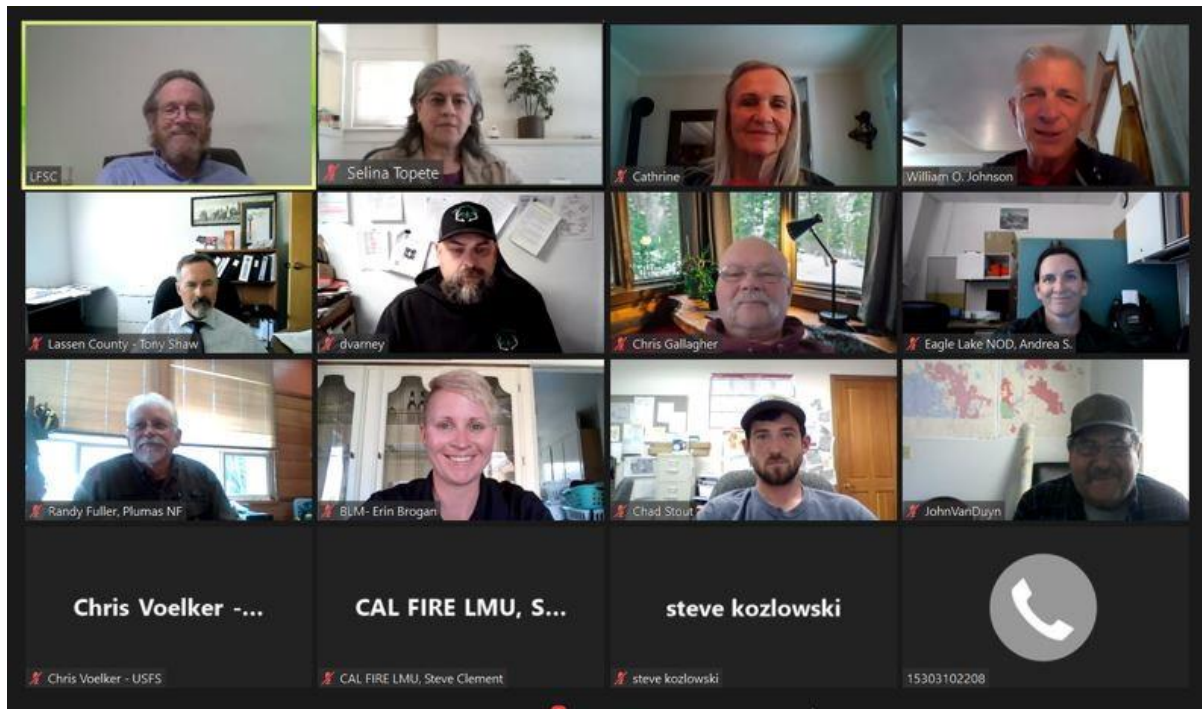 LFSC
Selina Topete
Cathrine
William O. Johnson
Lassen County - Tony Shaw
dvarney
Chris Gallagher
Eagle Lake NOD, Andrea S.
Randy Fuller, Plumas NF
BLM- Erin Brogan
Chad Stout
JohnVanDuyn
Chris Voelker -...
CAL FIRE LMU, S...
steve kozlowski
Chris Voelker - USFS
CAL FIRE LMU, Steve Clement
steve kozlowski
15303102208